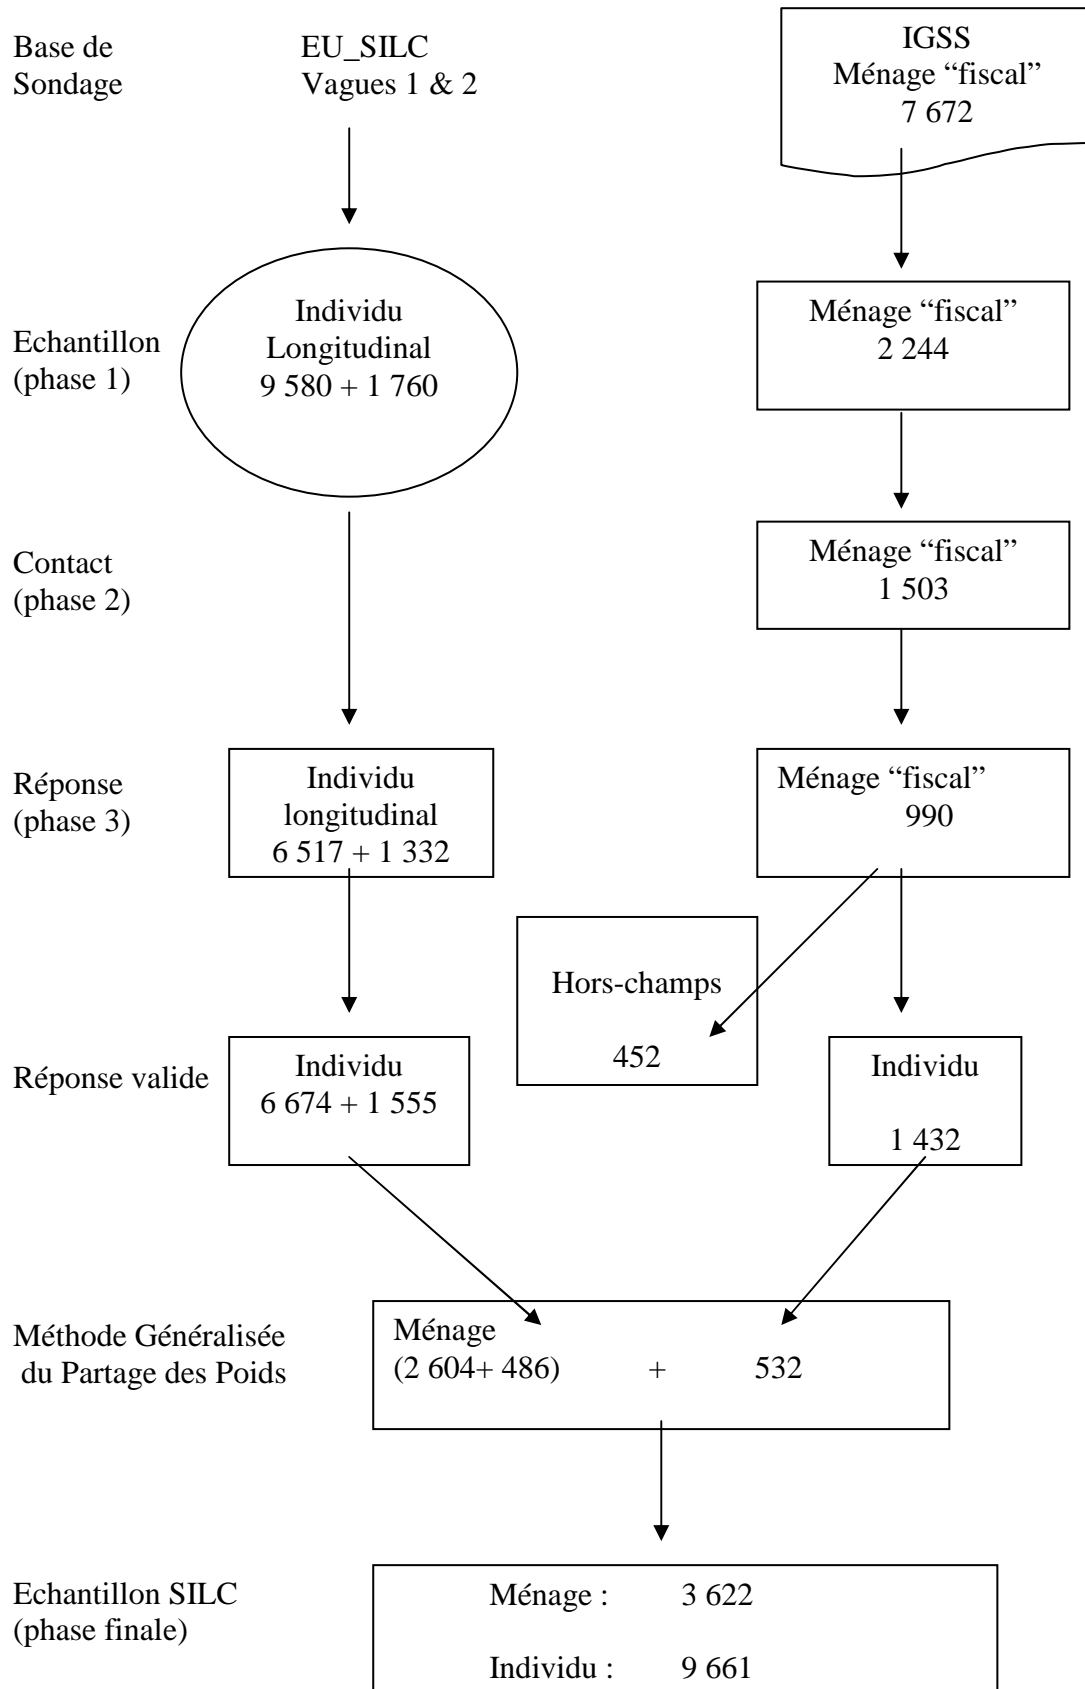 Base de
Sondage
EU_SILC
Vagues 1 & 2
IGSS
Ménage “fiscal”
7 672
Echantillon
(phase 1)
Individu
Longitudinal
9 580 + 1 760
Ménage “fiscal”
2 244
Contact
(phase 2)
Ménage “fiscal”
1 503
Réponse
(phase 3)
Individu
longitudinal
6 517 + 1 332
Ménage “fiscal”
990
Hors-champs
452
Réponse valide
Individu
6 674 + 1 555
Individu
1 432
Méthode Généralisée
du Partage des Poids
Ménage
(2 604+ 486) + 532
Echantillon SILC
(phase finale)
Ménage : 3 622
Individu : 9 661